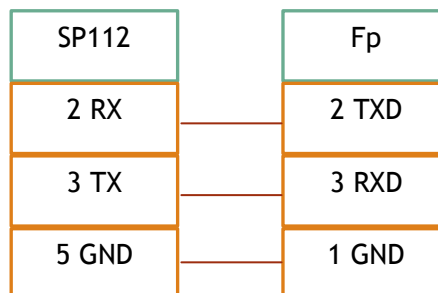 SP112 Fp
2 RX 2 TXD
3 TX 3 RXD
5 GND 1 GND